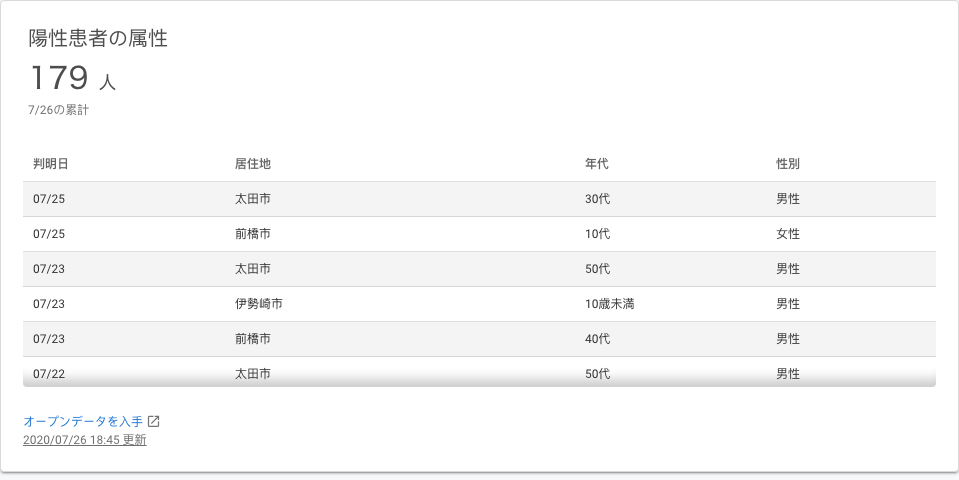 陽性患者の属性
179 人
7/26の累計
判明日 居住地 年代 性別
07/25 太田市 30代 男性
07/25 前橋市 10代 女性
07/23 太田市 50代 男性
07/23 伊勢崎市 10歳未満 男性
07/23 前橋市 40代 男性
07/22 太田市 50代 男性
オープンデータを入手
2020/07/26 18:45 更新